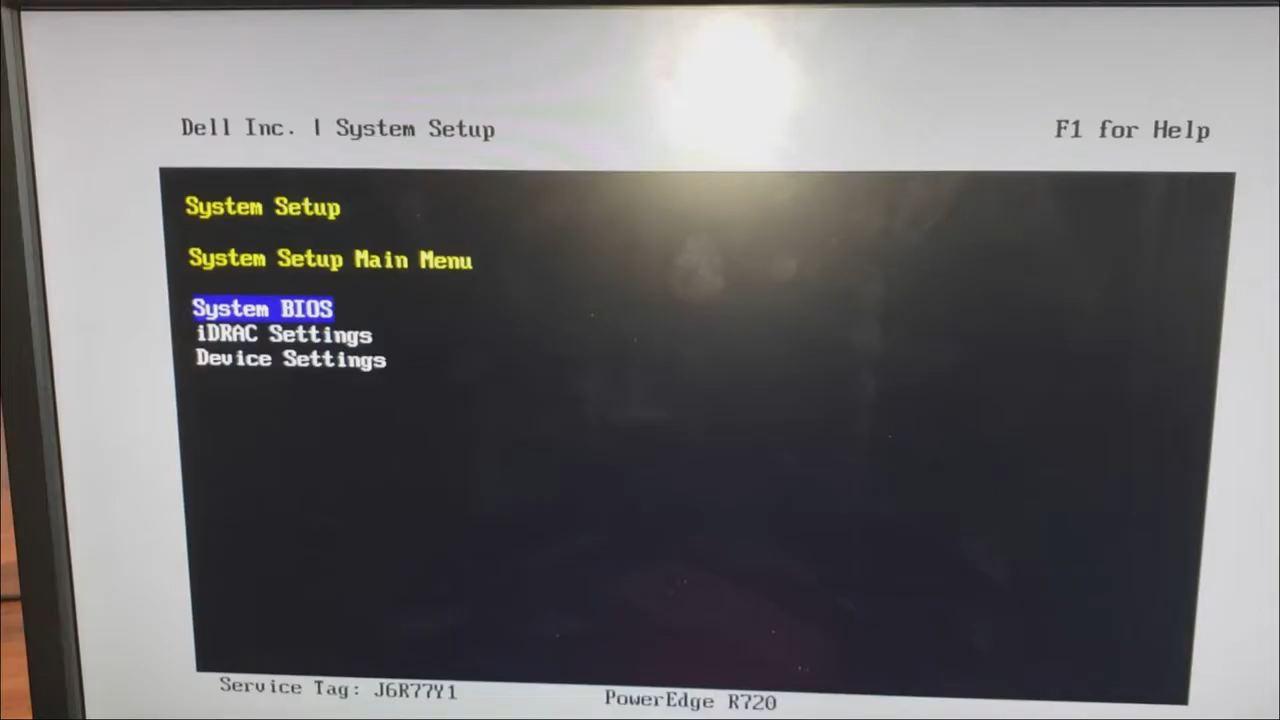 Dell Inc. | System Setup
F1 for Help
System Setup
System Setup Main Menu
System BIOS
iDRAC Settings
Device Settings
Service Tag: J6R77Y1
PowerEdge R720